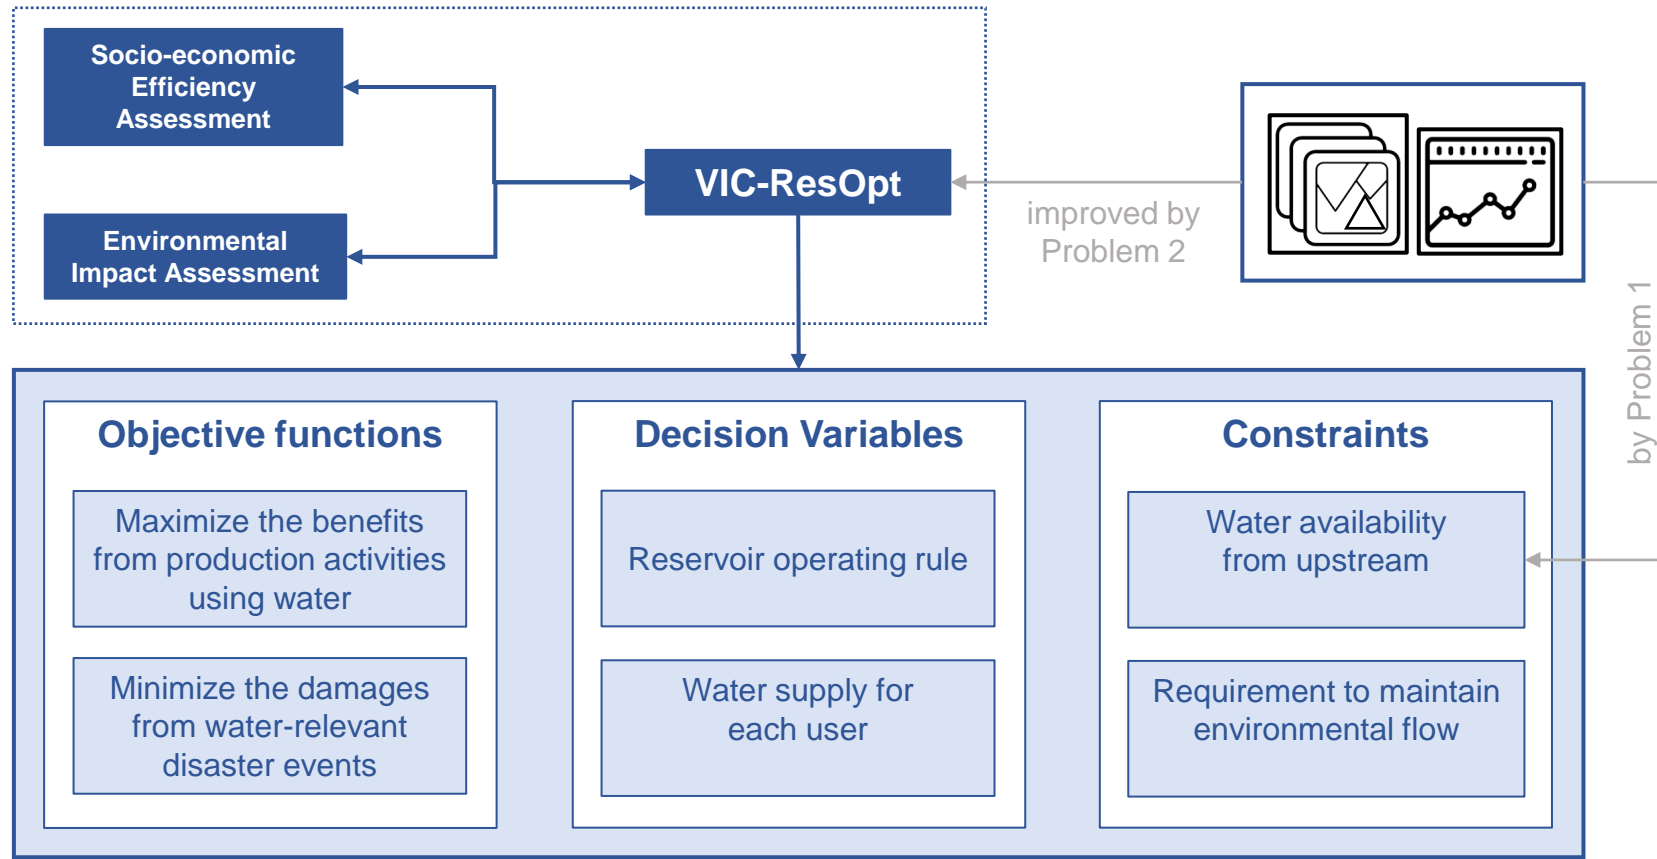 Socio-economic
Efficiency
Assessment
Environmental
Impact Assessment
VIC-ResOpt
improved by
Problem 2
by Problem 1
Objective functions
Maximize the benefits
from production activities
using water
Minimize the damages
from water-relevant
disaster events
Decision Variables
Reservoir operating rule
Water supply for
each user
Constraints
Water availability
from upstream
Requirement to maintain
environmental flow